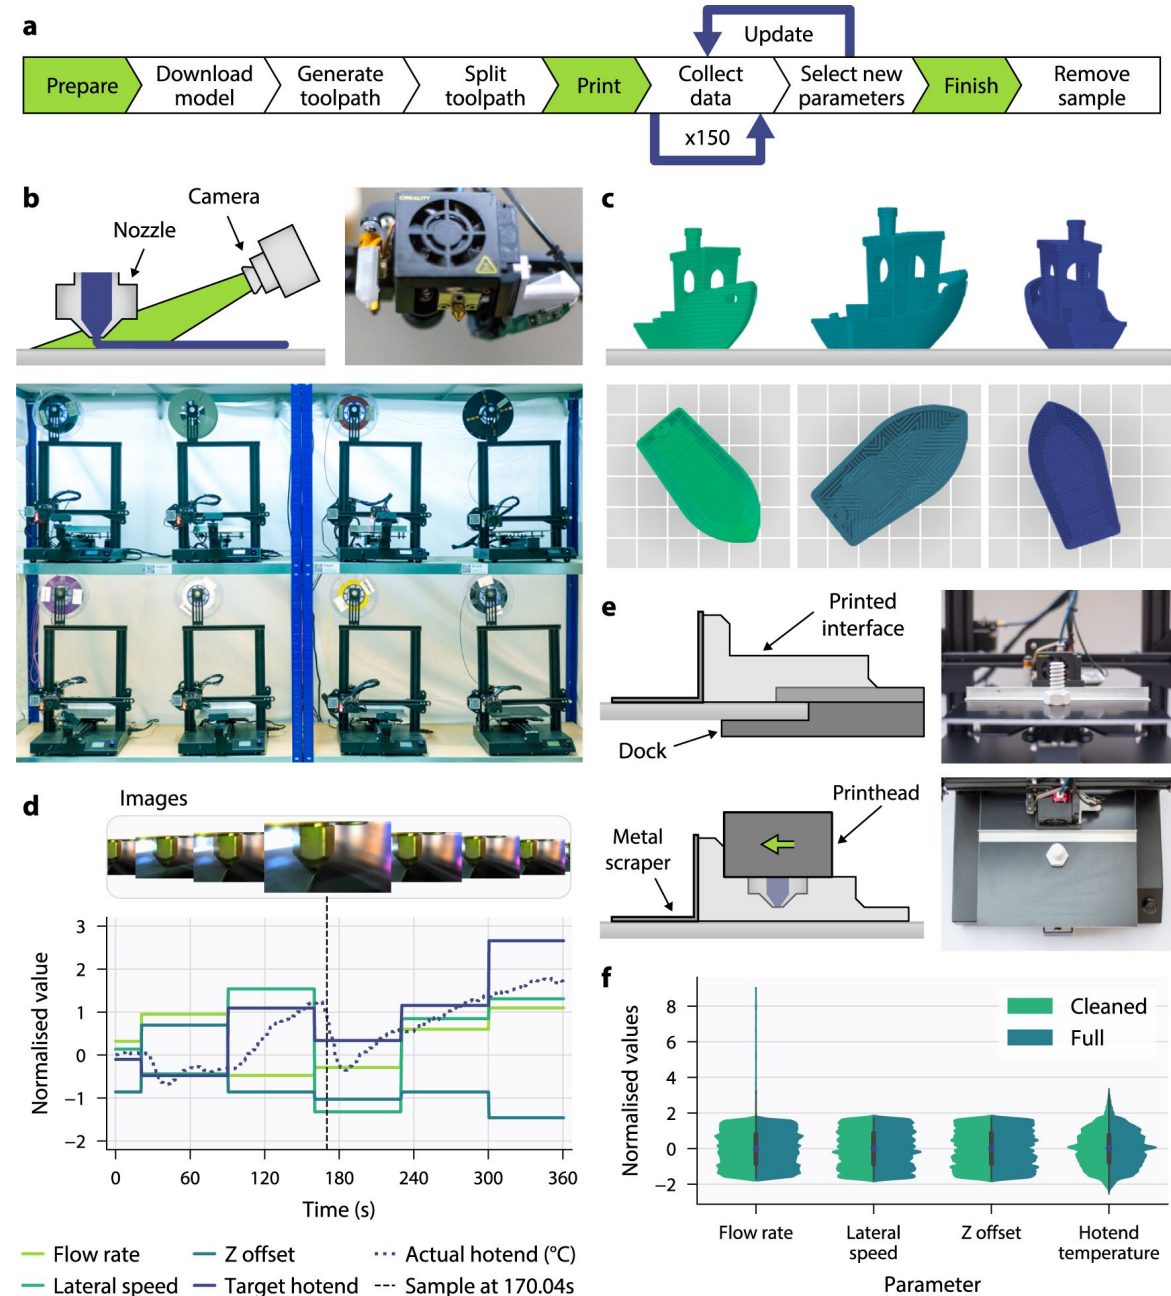 a
Update
Prepare
Download
model
Generate
toolpath
Split
toolpath
Print
Collect
data
Select new
parameters
Finish
Remove
sample
x150
b
Camera
Nozzle
CREALITY
c
d
Images
Normalised value
3
2
1
0
−1
−2
0
60
120
180
240
300
360
Time (s)
Flow rate
Z offset
Actual hotend (°C)
Lateral speed
Target hotend
Sample at 170.04s
e
Printed
interface
Dock
Printhead
Metal
scraper
f
Cleaned
Full
Normalised values
8
6
4
2
0
−2
Flow rate
Lateral
speed
Z offset
Hotend
temperature
Parameter